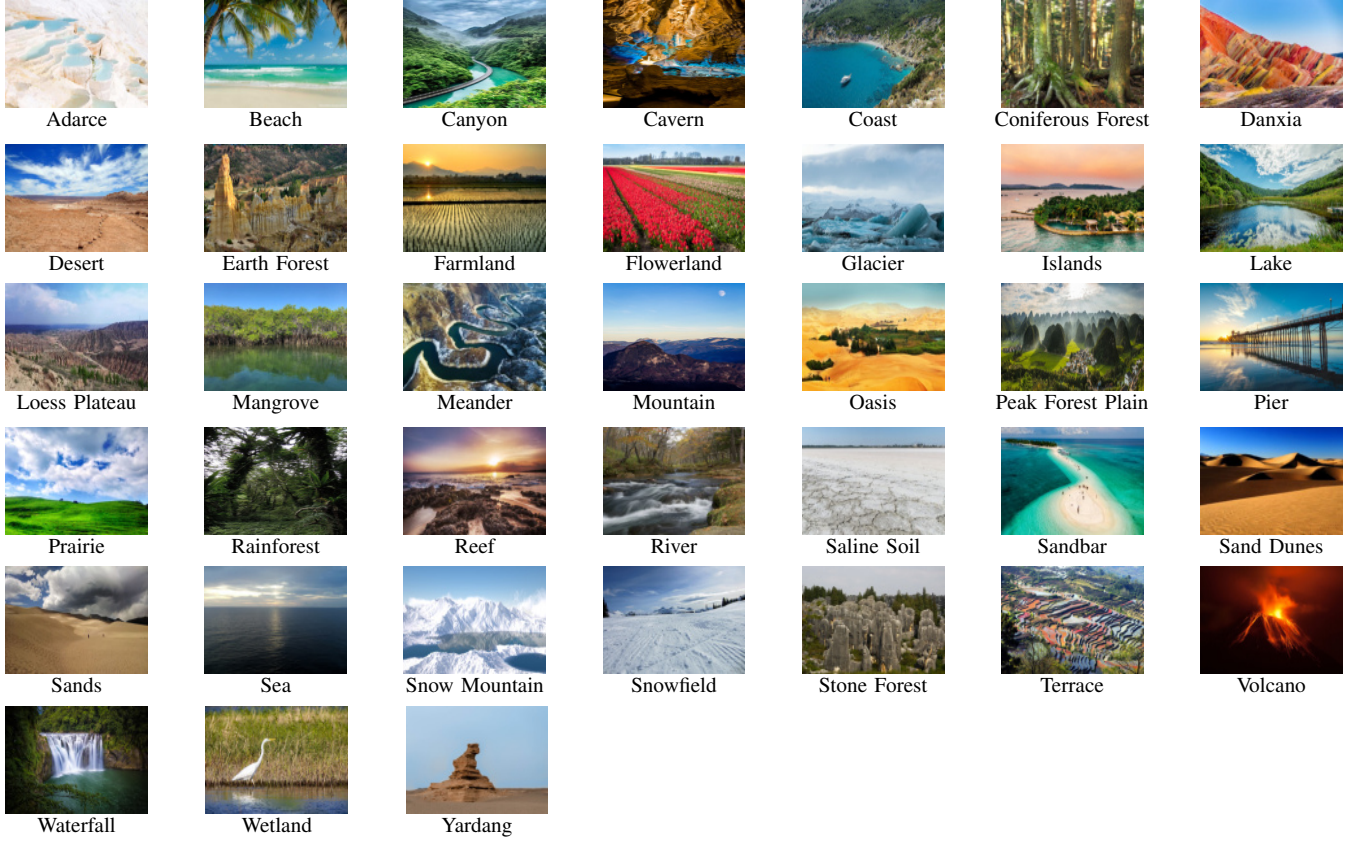 Adarce Beach Canyon Cavern Coast Coniferous Forest Danxia
Desert Earth Forest Farmland Flowerland Glacier Islands Lake
Loess Plateau Mangrove Meander Mountain Oasis Peak Forest Plain Pier
Prairie Rainforest Reef River Saline Soil Sandbar Sand Dunes
Sands Sea Snow Mountain Snowfield Stone Forest Terrace Volcano
Waterfall Wetland Yardang